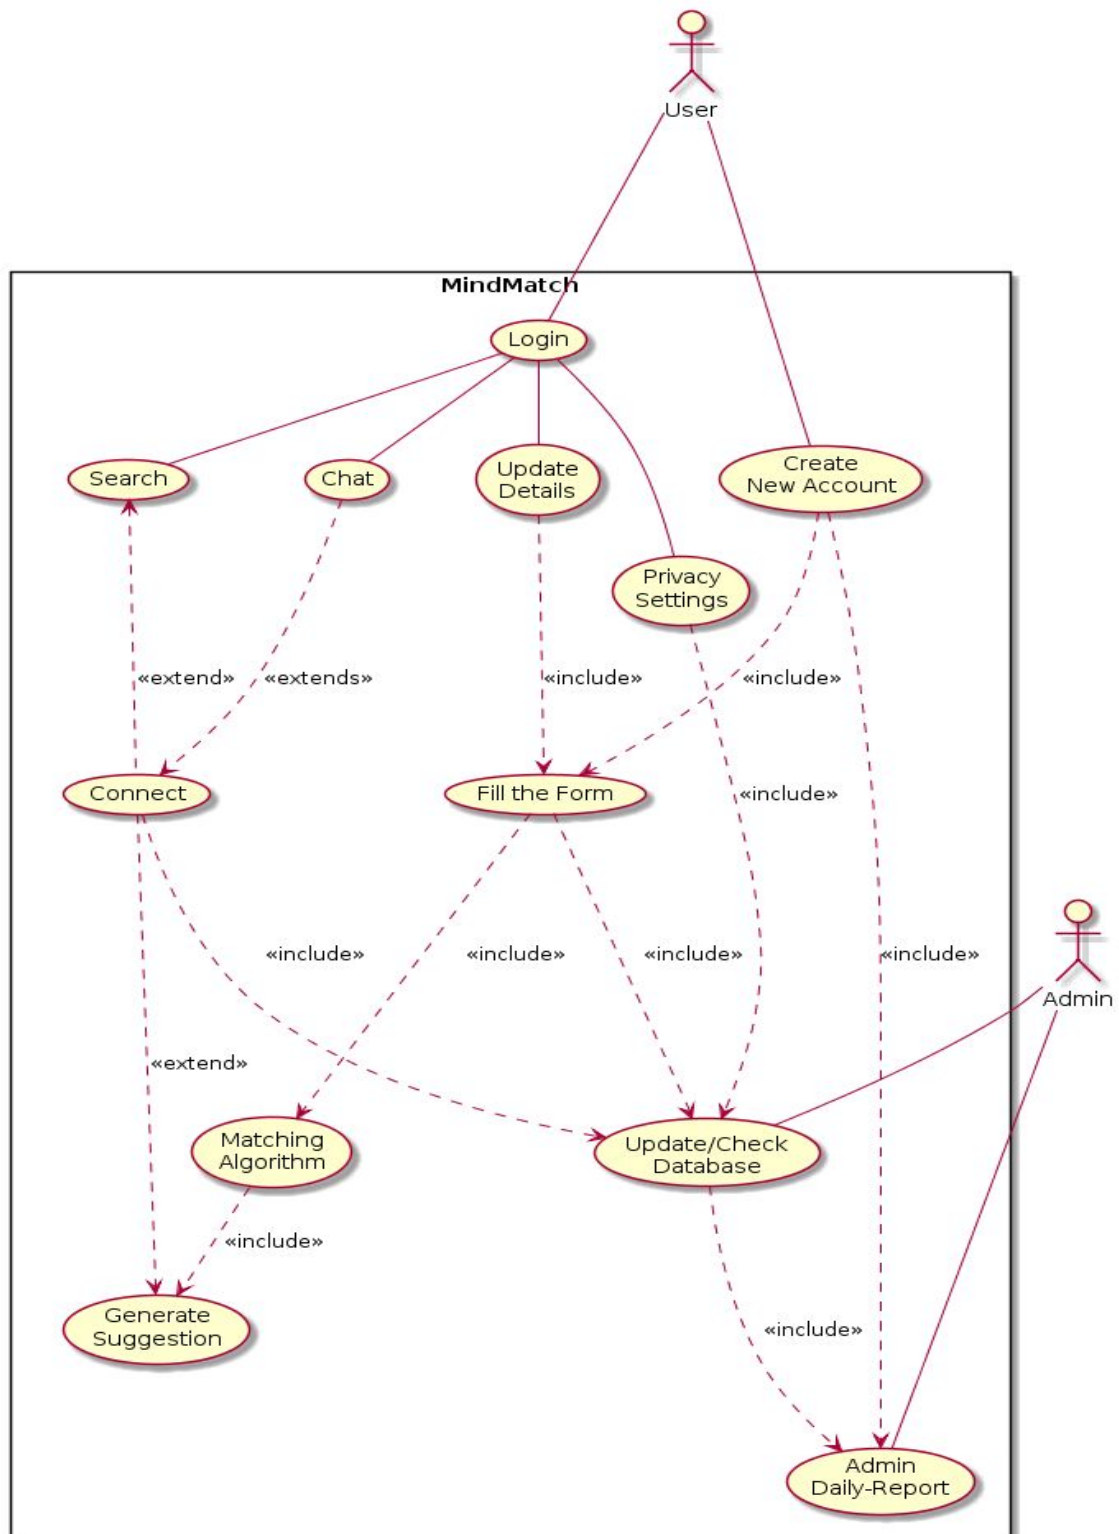 User
MindMatch
Login
Search
Chat
Update
Details
Create
New Account
Privacy
Settings
«extend»
«extends»
«include»
«include»
Connect
Fill the Form
«include»
«include»
«include»
«include»
«include»
Admin
«extend»
Matching
Algorithm
Update/Check
Database
«include»
Generate
Suggestion
«include»
Admin
Daily-Report